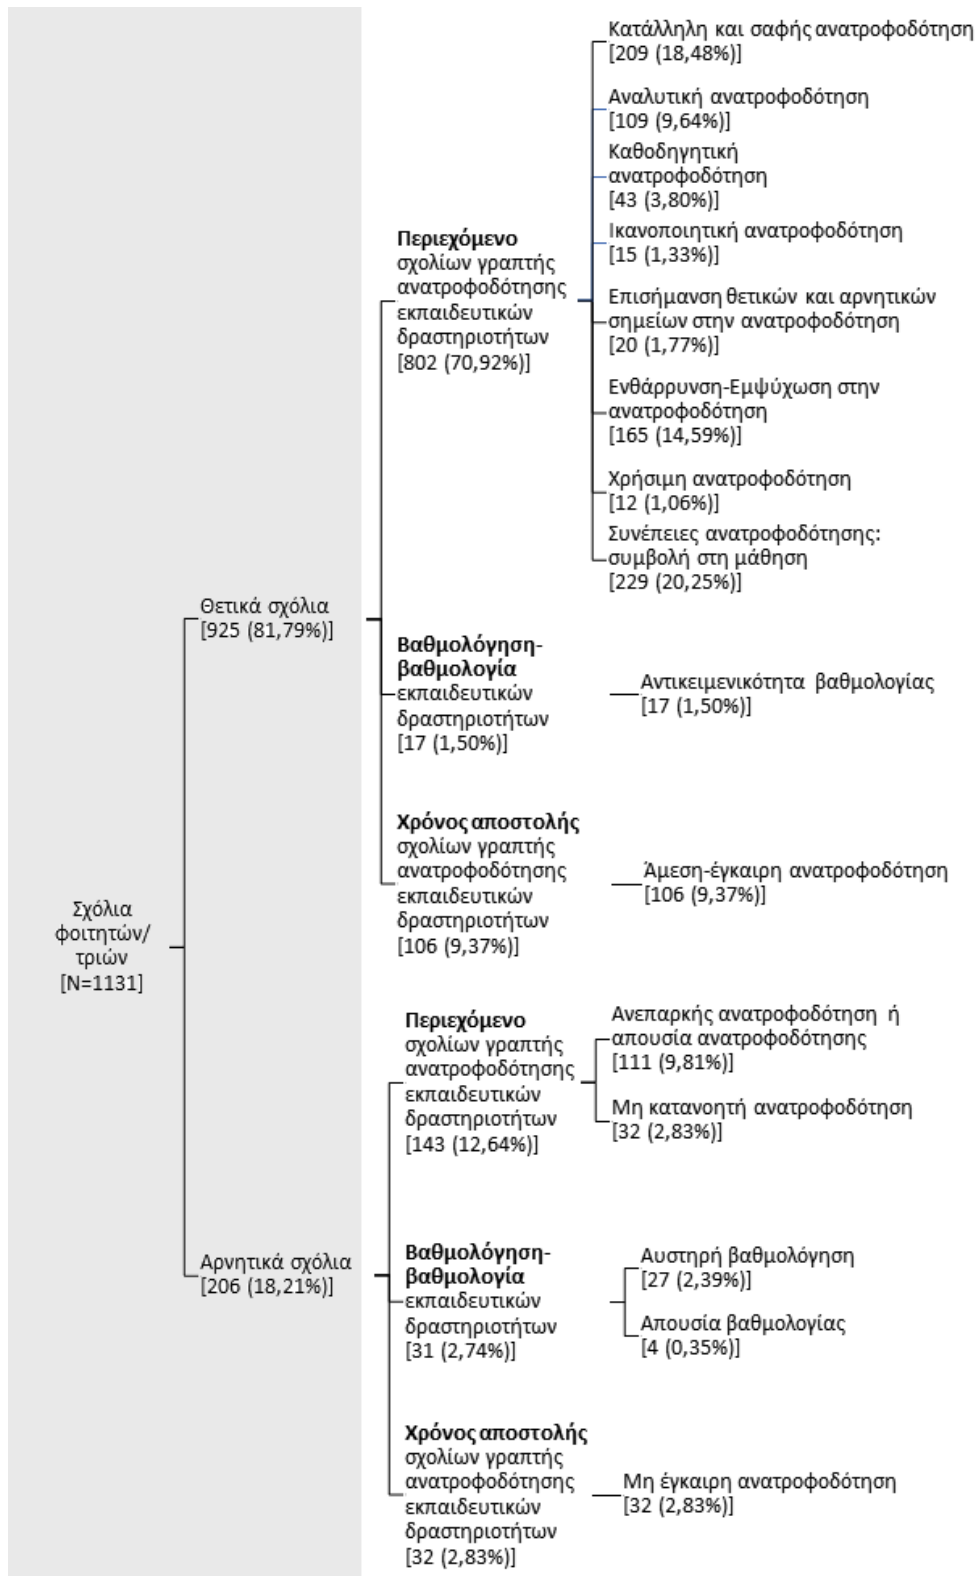 Σχόλια
φοιτητών/
τριών
[N=1131]
Θετικά σχόλια
[925 (81,79%)]
Περιεχόμενο
σχολίων γραπτής
ανατροφοδότησης
εκπαιδευτικών
δραστηριοτήτων
[802 (70,92%)]
Κατάλληλη και σαφής ανατροφοδότηση
[209 (18,48%)]
Αναλυτική ανατροφοδότηση
[109 (9,64%)]
Καθοδηγητική
ανατροφοδότηση
[43 (3,80%)]
Ικανοποιητική ανατροφοδότηση
[15 (1,33%)]
Επισήμανση θετικών και αρνητικών
σημείων στην ανατροφοδότηση
[20 (1,77%)]
Ενθάρρυνση-Εμψύχωση στην
ανατροφοδότηση
[165 (14,59%)]
Χρήσιμη ανατροφοδότηση
[12 (1,06%)]
Συνέπειες ανατροφοδότησης:
συμβολή στη μάθηση
[229 (20,25%)]
Βαθμολόγηση-
βαθμολογία
εκπαιδευτικών
δραστηριοτήτων
[17 (1,50%)]
Αντικειμενικότητα βαθμολογίας
[17 (1,50%)]
Χρόνος αποστολής
σχολίων γραπτής
ανατροφοδότησης
εκπαιδευτικών
δραστηριοτήτων
[106 (9,37%)]
Άμεση-έγκαιρη ανατροφοδότηση
[106 (9,37%)]
Αρνητικά σχόλια
[206 (18,21%)]
Περιεχόμενο
σχολίων γραπτής
ανατροφοδότησης
εκπαιδευτικών
δραστηριοτήτων
[143 (12,64%)]
Ανεπαρκής ανατροφοδότηση ή
απουσία ανατροφοδότησης
[111 (9,81%)]
Μη κατανοητή ανατροφοδότηση
[32 (2,83%)]
Βαθμολόγηση-
βαθμολογία
εκπαιδευτικών
δραστηριοτήτων
[31 (2,74%)]
Αυστηρή βαθμολόγηση
[27 (2,39%)]
Απουσία βαθμολογίας
[4 (0,35%)]
Χρόνος αποστολής
σχολίων γραπτής
ανατροφοδότησης
εκπαιδευτικών
δραστηριοτήτων
[32 (2,83%)]
Μη έγκαιρη ανατροφοδότηση
[32 (2,83%)]